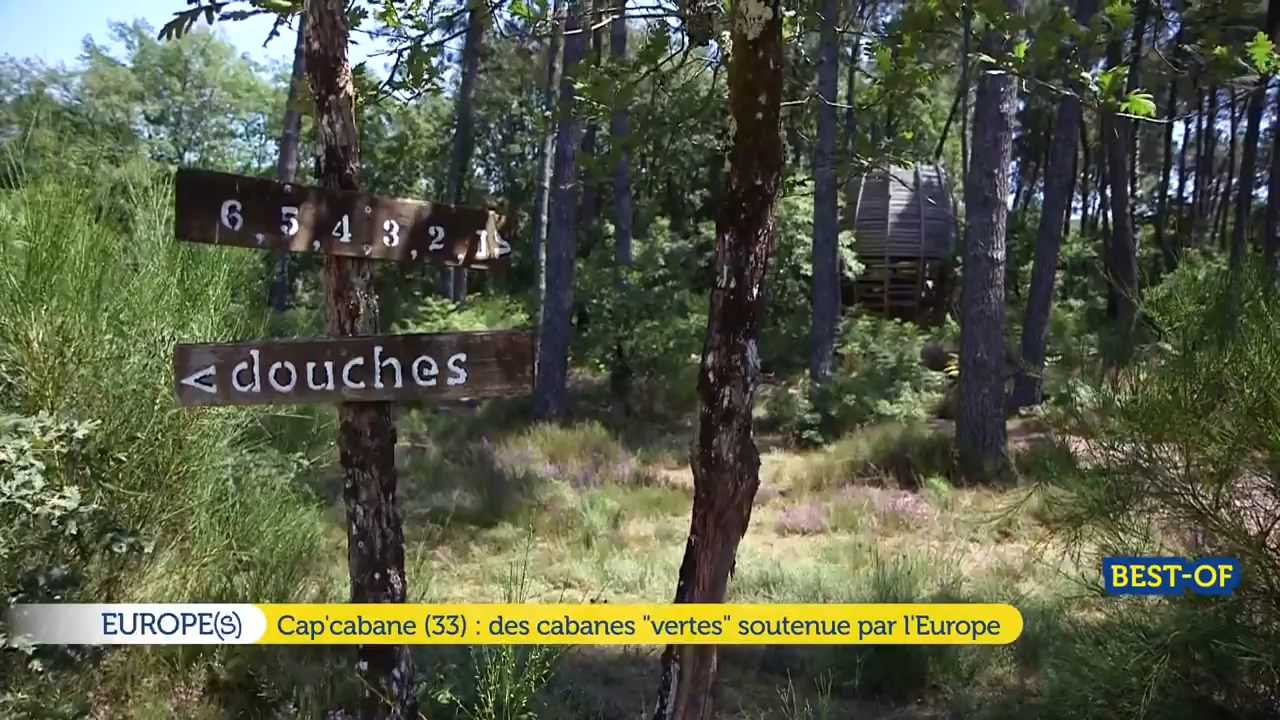 6,5,4,3,2,1>
<douches
BEST-OF
EUROPE(S) Cap'cabane (33) : des cabanes "vertes" soutenue par l'Europe